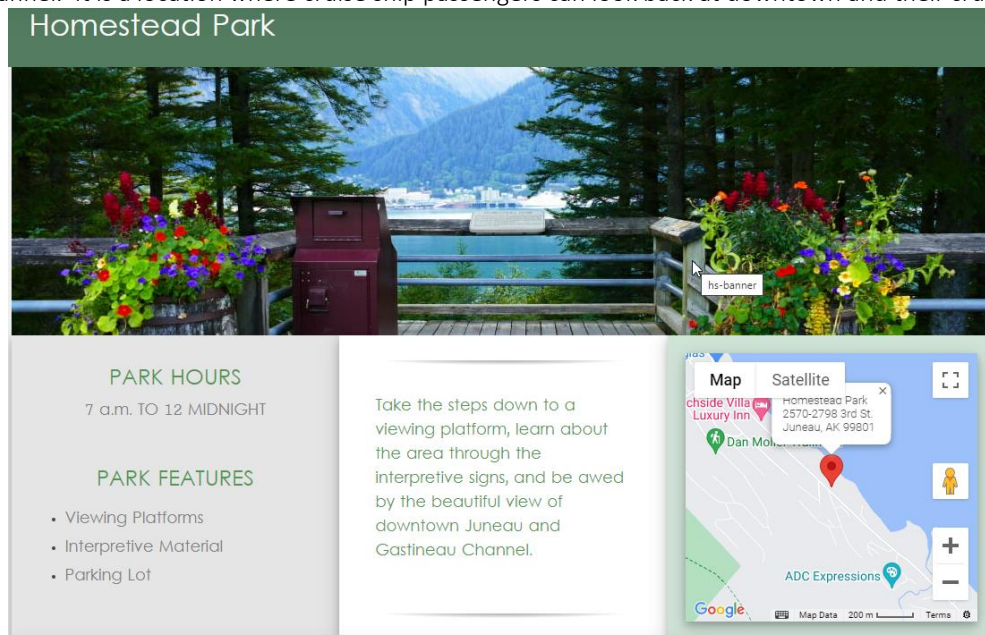 Homestead Park
hs-banner
PARK HOURS
7 a.m. TO 12 MIDNIGHT
PARK FEATURES
• Viewing Platforms
• Interpretive Material
• Parking Lot
Take the steps down to a
viewing platform, learn about
the area through the
interpretive signs, and be awed
by the beautiful view of
downtown Juneau and
Gastineau Channel.
Map
Satellite
Homestead Park
2570-2798 3rd St.
Juneau, AK 99801
chside Villa
Luxury Inn
Dan Mol
ADC Expressions
Google
Map Data
200 m
Terms